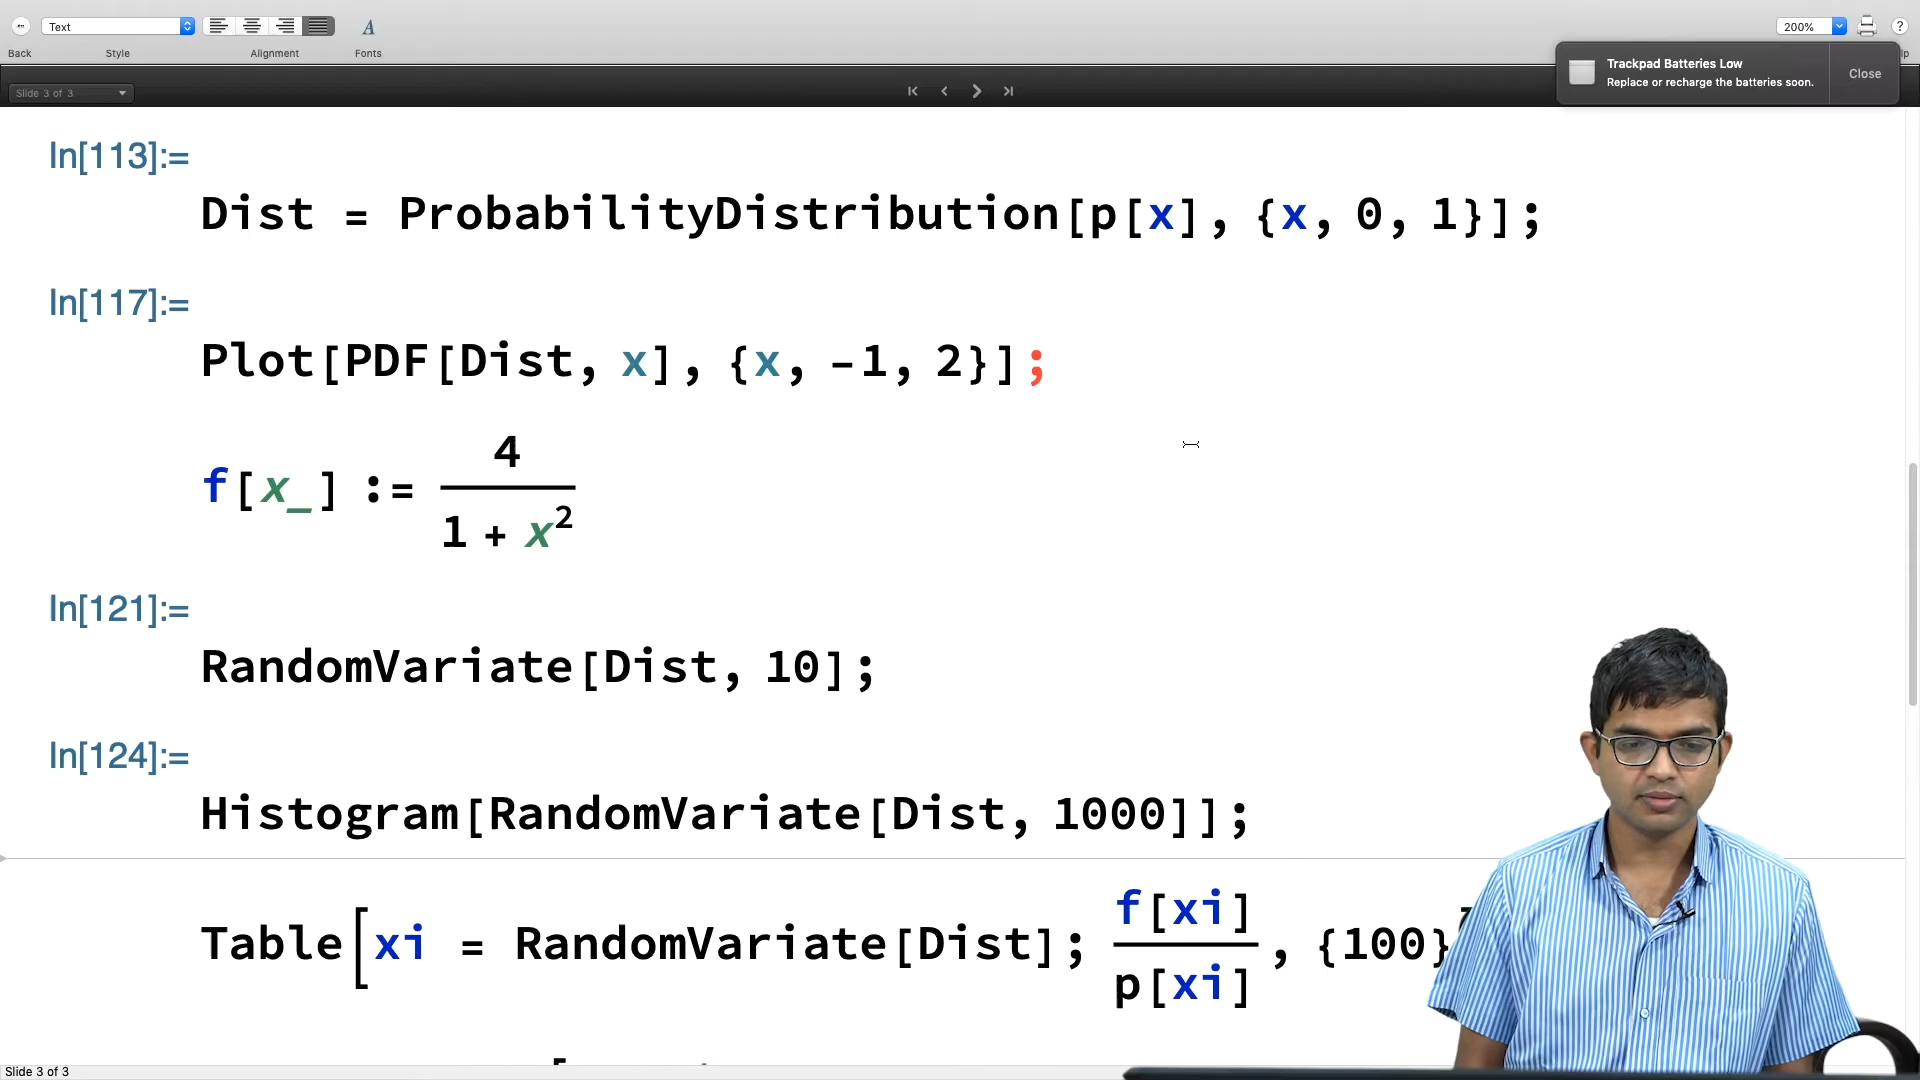 Text
200%
Back
Style
Alignment
Fonts
Trackpad Batteries Low
Replace or recharge the batteries soon.
Close
Slide 3 of 3
In[113]:=
Dist = ProbabilityDistribution[p[x], {x, 0, 1}];
In[117]:=
Plot[PDF[Dist, x], {x, -1, 2}];
f[x_] := 4
1 + x²
In[121]:=
RandomVariate[Dist, 10];
In[124]:=
Histogram[RandomVariate[Dist, 1000]];
Table[xi = RandomVariate[Dist]; f[xi]
p[xi]
, {100}
Slide 3 of 3